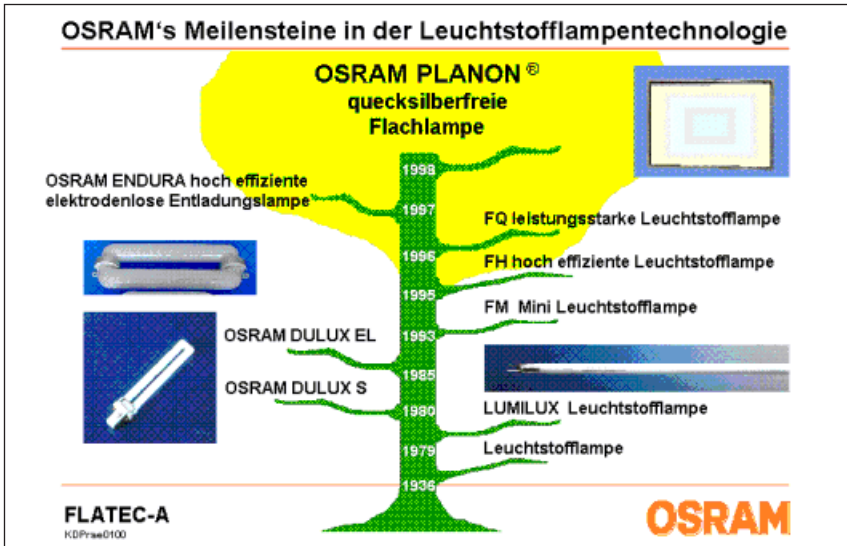 OSRAM's Meilensteine in der Leuchtstofflampentechnologie
OSRAM PLANON ®
quecksilberfreie
Flachlampe
1998
OSRAM ENDURA hoch effiziente
elektrodenlose Entladungslampe
1997
FQ leistungsstarke Leuchtstofflampe
1996
FH hoch effiziente Leuchtstofflampe
1995
FM Mini Leuchtstofflampe
1993
OSRAM DULUX EL
1985
OSRAM DULUX S
1980
LUMILUX Leuchtstofflampe
1979
Leuchtstofflampe
1936
FLATEC-A
KDPrae0100
OSRAM